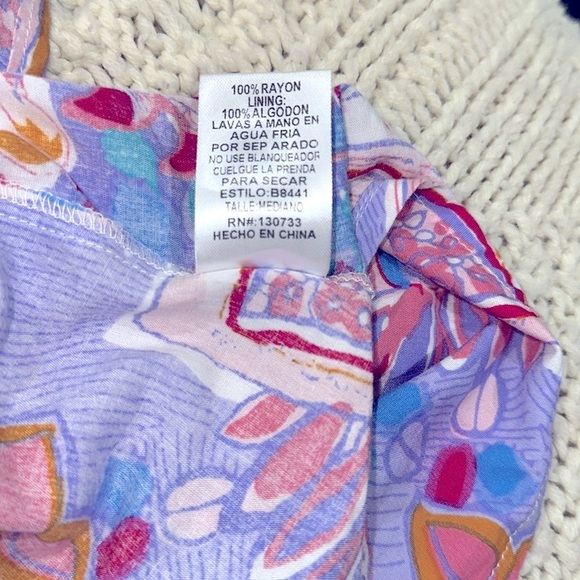 100% RAYON
LINING:
100% ALGODON
LAVAS A MANO EN
AGUA FRIA
POR SEP ARADO
NO USE BLANQUEADOR
CUELGUE LA PRENDA
PARA SECAR
ESTILO:B8441
TALLE:MEDIANO
RN#:130733
HECHO EN CHINA